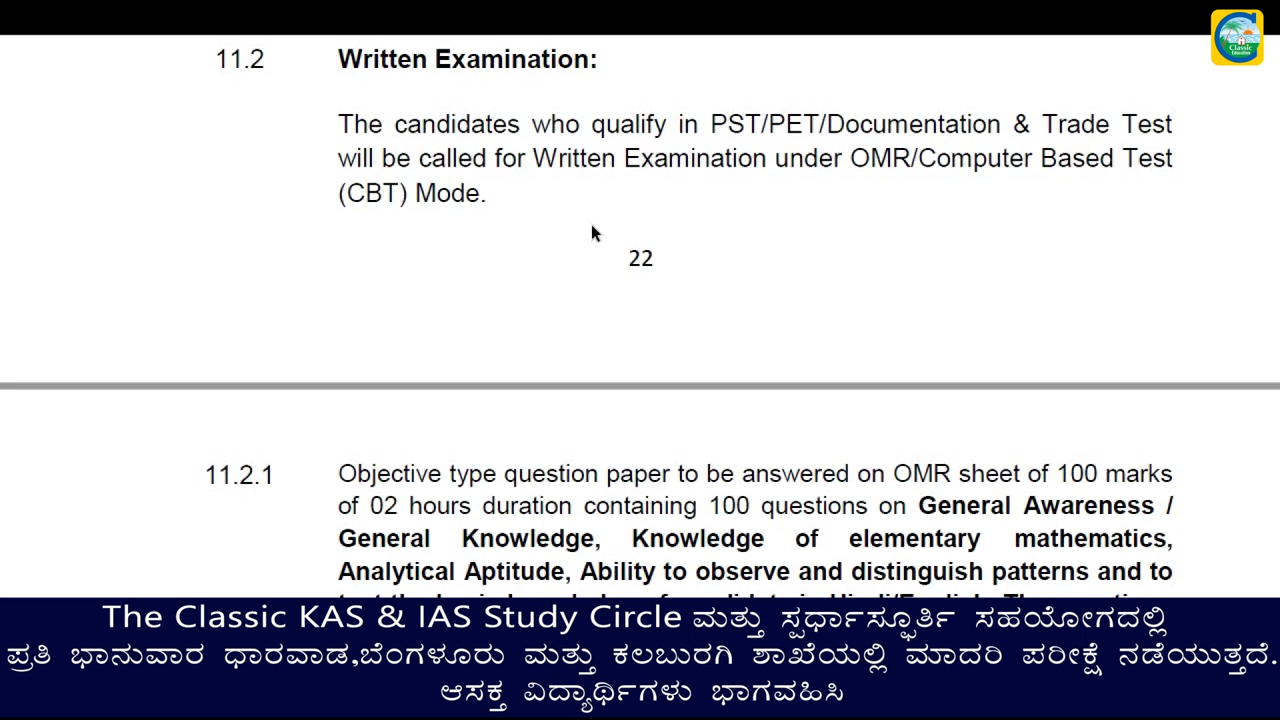 Classic
Education
11.2 Written Examination:
The candidates who qualify in PST/PET/Documentation & Trade Test
will be called for Written Examination under OMR/Computer Based Test
(CBT) Mode.
22
11.2.1 Objective type question paper to be answered on OMR sheet of 100 marks
of 02 hours duration containing 100 questions on General Awareness /
General Knowledge, Knowledge of elementary mathematics,
Analytical Aptitude, Ability to observe and distinguish patterns and to
The Classic KAS & IAS Study Circle ಮತ್ತು ಸ್ಪರ್ಧಾಸ್ಫೂರ್ತಿ ಸಹಯೋಗದಲ್ಲಿ
ಪ್ರತಿ ಭಾನುವಾರ ಧಾರವಾಡ,ಬೆಂಗಳೂರು ಮತ್ತು ಕಲಬುರಗಿ ಶಾಖೆಯಲ್ಲಿ ಮಾದರಿ ಪರೀಕ್ಷೆ ನಡೆಯುತ್ತದೆ.
ಆಸಕ್ತ ವಿದ್ಯಾರ್ಥಿಗಳು ಭಾಗವಹಿಸಿ